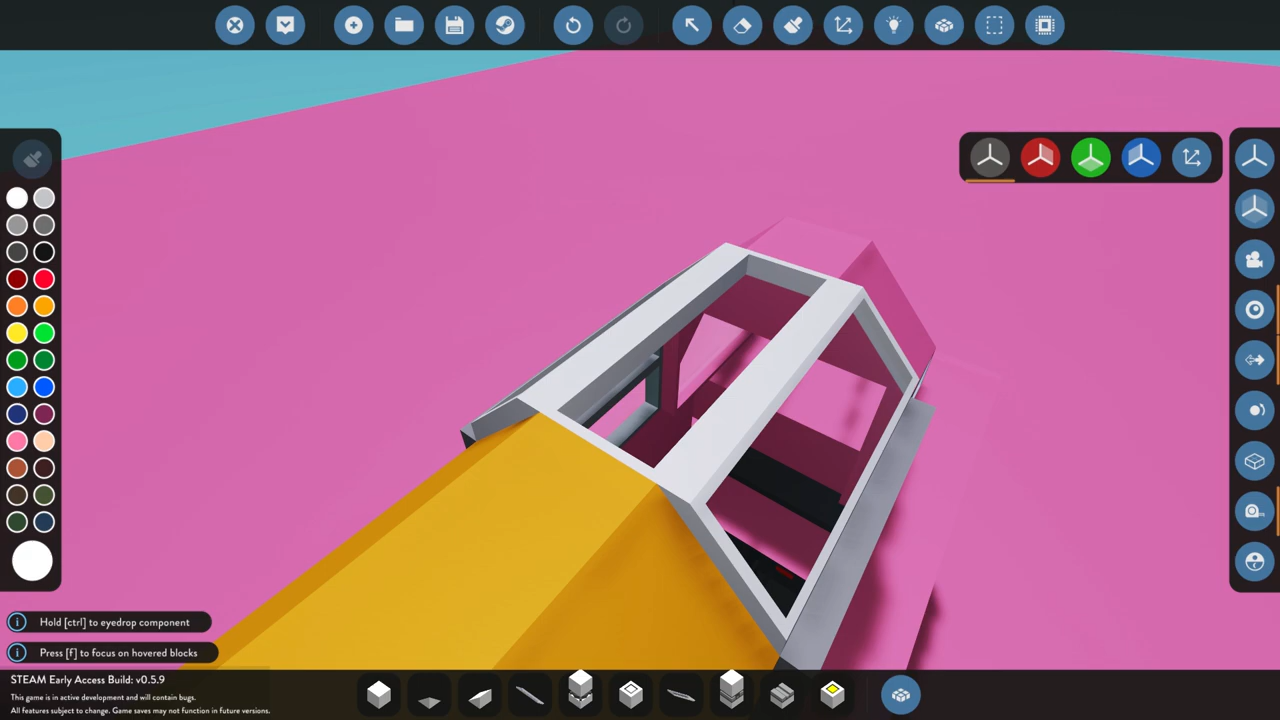 Hold [ctrl] to eyedrop component
Press [f] to focus on hovered blocks
STEAM Early Access Build: v0.5.9
This game is in active development and will contain bugs.
All features subject to change. Game saves may not function in future versions.